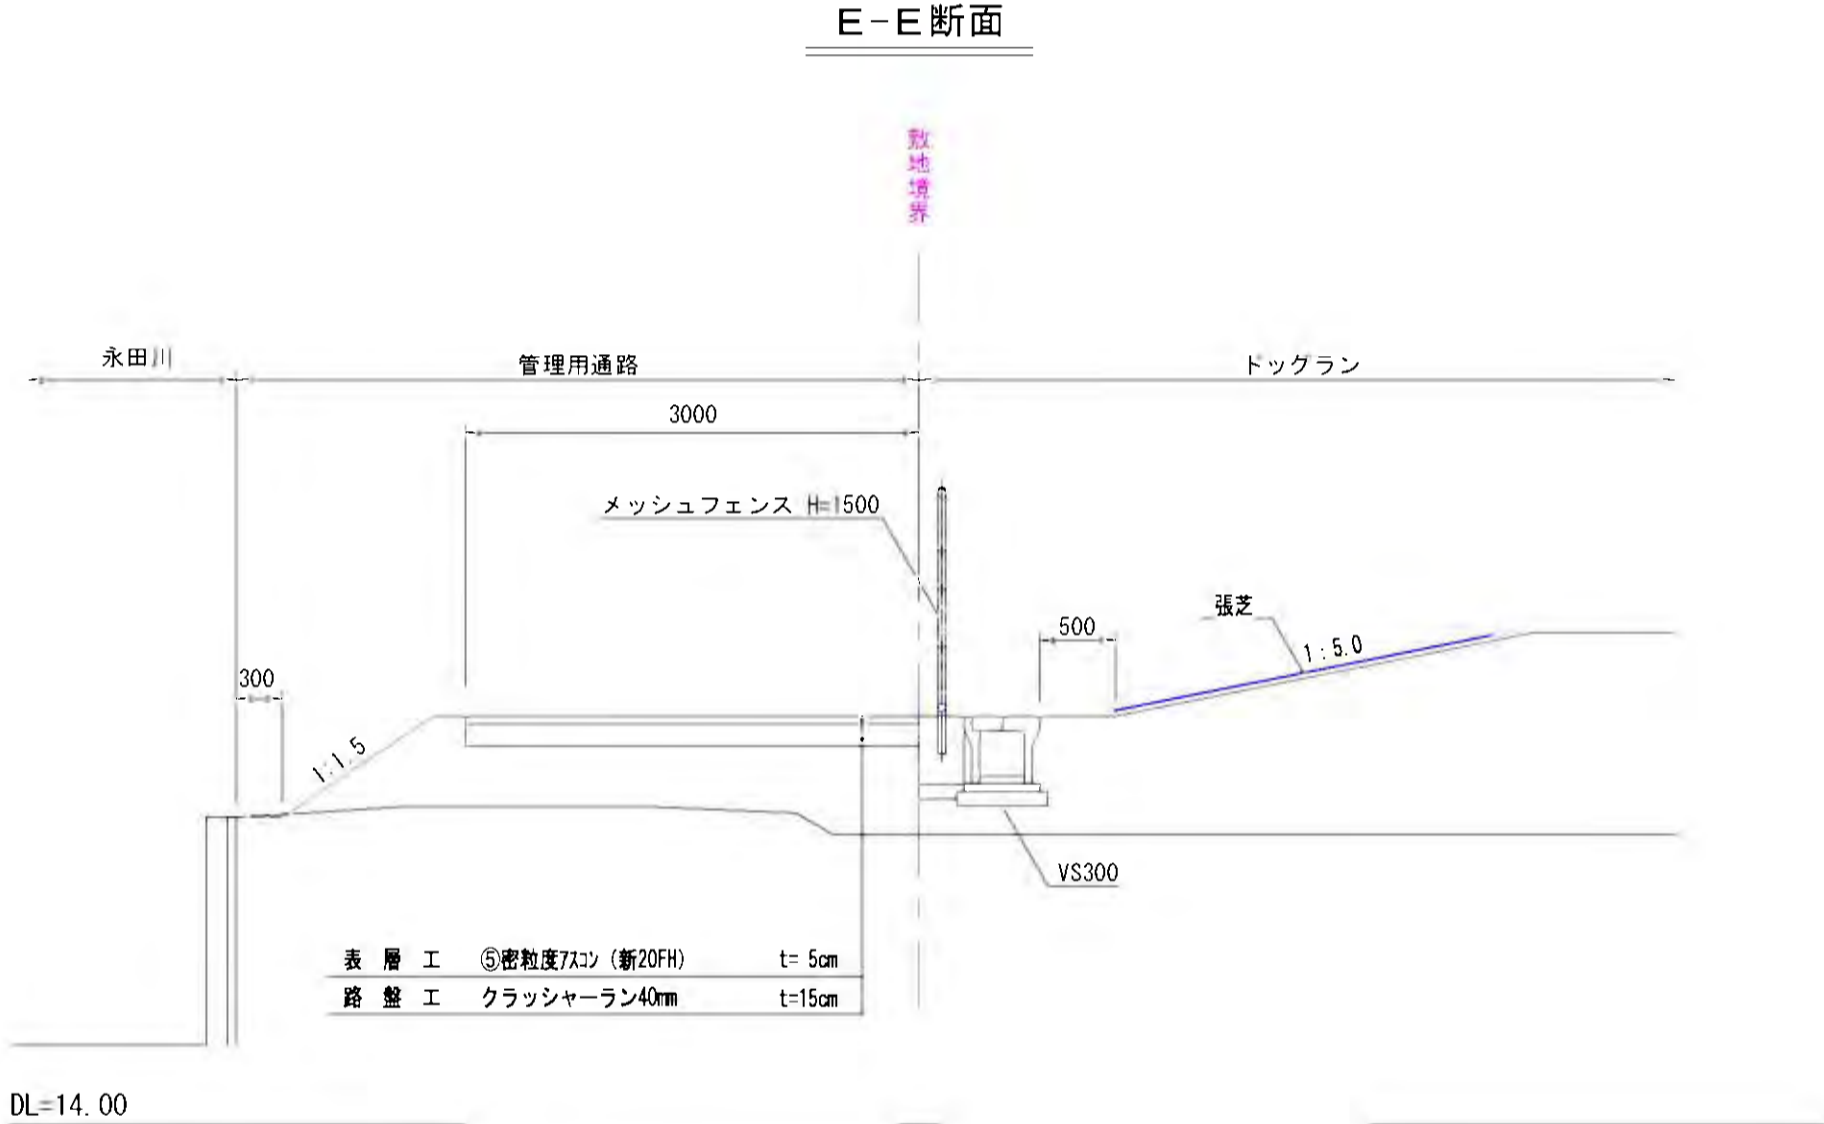 E-E断面
敷地境界
永田川
管理用通路
ドッグラン
3000
メッシュフェンス H=1500
張芝
500
1:5.0
300
1:1.5
VS300
表層工 ⑤密粒度アスコン(新20FH) t= 5cm
路盤工 クラッシャーラン40mm t=15cm
DL=14.00